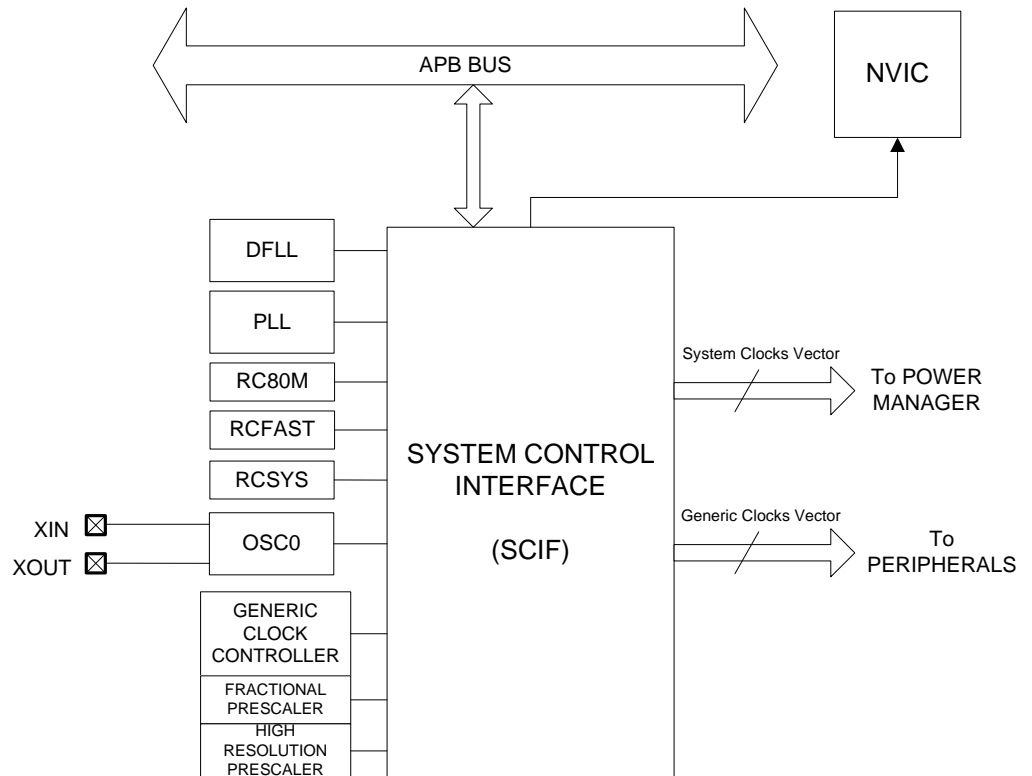 APB BUS
NVIC
DFLL
PLL
RC80M
RCFAST
RCSYS
XIN
XOUT
OSC0
GENERIC
CLOCK
CONTROLLER
FRACTIONAL
PRESCALER
HIGH
RESOLUTION
PRESCALER
SYSTEM CONTROL
INTERFACE
(SCIF)
System Clocks Vector
To POWER
MANAGER
Generic Clocks Vector
To
PERIPHERALS